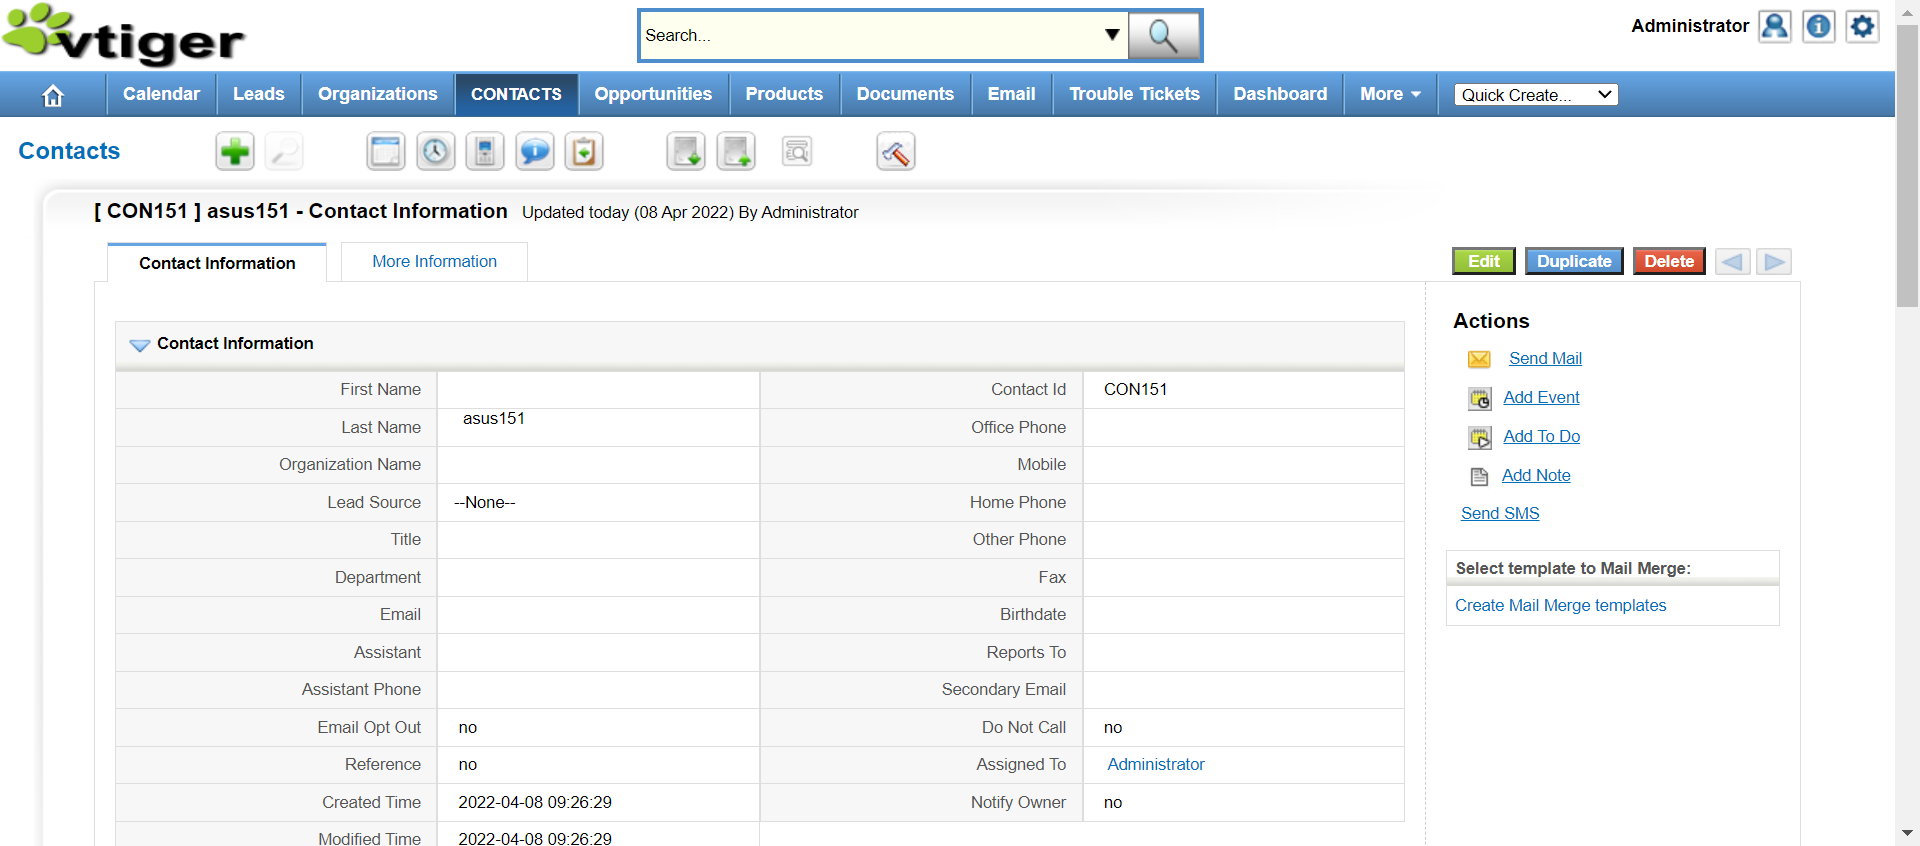 vtiger
Search...
Administrator
Calendar
Leads
Organizations
CONTACTS
Opportunities
Products
Documents
Email
Trouble Tickets
Dashboard
More
Quick Create...
Contacts
[ CON151 ] asus151 - Contact Information Updated today (08 Apr 2022) By Administrator
Contact Information
More Information
Edit
Duplicate
Delete
Contact Information
First Name
Contact Id CON151
Last Name asus151
Office Phone
Organization Name
Mobile
Lead Source --None--
Home Phone
Title
Other Phone
Department
Fax
Email
Birthdate
Assistant
Reports To
Assistant Phone
Secondary Email
Email Opt Out no
Do Not Call no
Reference no
Assigned To Administrator
Created Time 2022-04-08 09:26:29
Notify Owner no
Modified Time 2022-04-08 09:26:29
Actions
Send Mail
Add Event
Add To Do
Add Note
Send SMS
Select template to Mail Merge:
Create Mail Merge templates